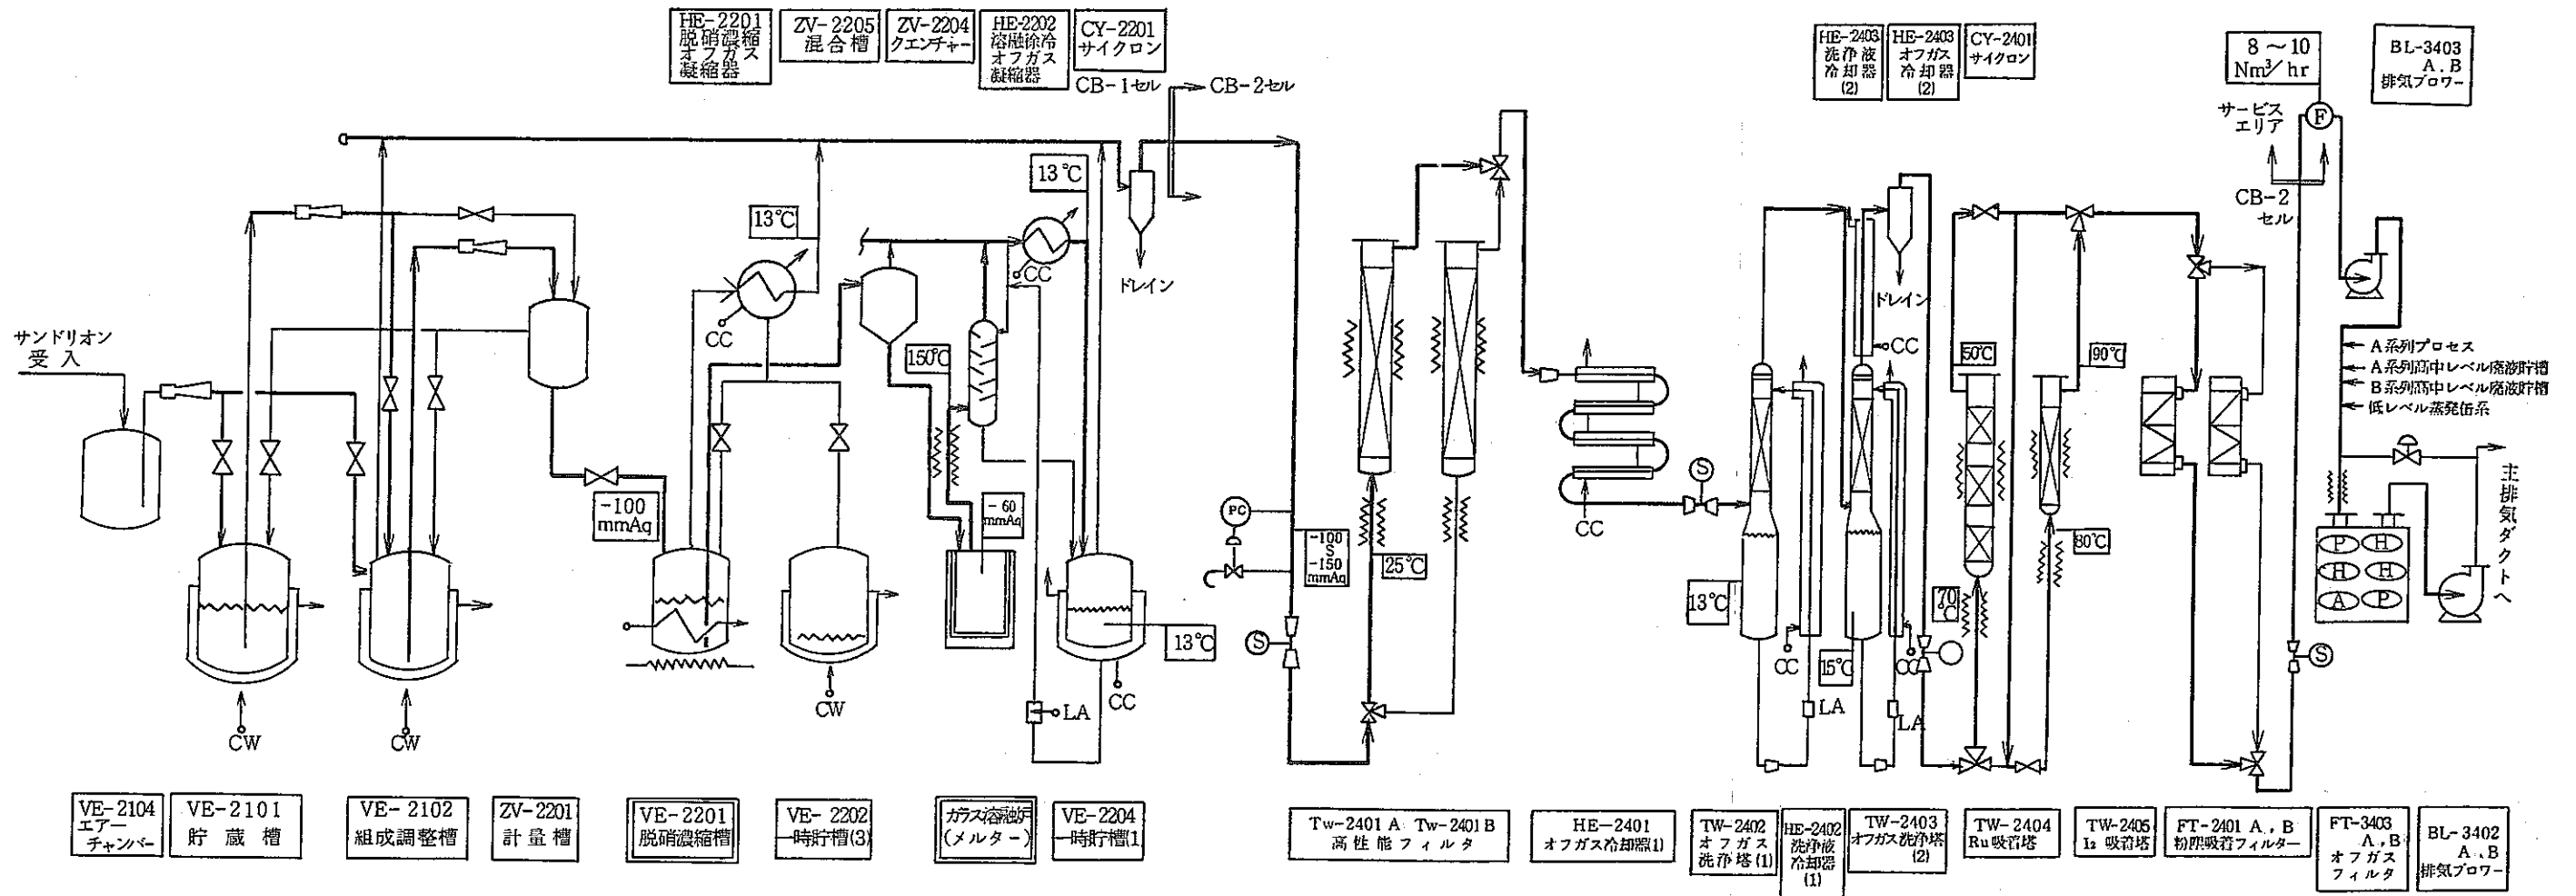 HE-2201
脱硝濃縮
オフガス
凝縮器
ZV-2205
混合槽
ZV-2204
クエンチャー
HE-2202
溶融徐冷
オフガス
凝縮器
CY-2201
サイクロン
CB-1セル
CB-2セル
HE-2403
洗浄液
冷却器
(2)
HE-2403
オフガス
冷却器
(2)
CY-2401
サイクロン
8～10
Nm³/hr
BL-3403
A.B
排気ブロワー
サービス
エリア
F
CB-2
セル
13℃
13℃
CC
CC
ドレイン
ドレイン
サンドリオン
受入
150℃
CC
50℃
90℃
A系列プロセス
A系列高中レベル廃液貯槽
B系列高中レベル廃液貯槽
低レベル蒸発缶系
-100
mmAq
-60
mmAq
PC
-100
S
-150
mmAq
25℃
S
CC
S
13℃
70
℃
80℃
P
H
H
H
A
P
主排気ダクトへ
13℃
15℃
CC
CC
S
CW
CW
CW
CC
LA
LA
LA
VE-2104
エアー
チャンバー
VE-2101
貯蔵槽
VE-2102
組成調整槽
ZV-2201
計量槽
VE-2201
脱硝濃縮槽
VE-2202
一時貯槽(3)
ガラス溶融炉
(メルター)
VE-2204
一時貯槽(1
Tw-2401 A Tw-2401 B
高性能フィルタ
HE-2401
オフガス冷却器(1)
TW-2402
オフガス
洗浄塔(1)
HE-2402
洗浄液
冷却器
(1)
TW-2403
オフガス洗浄塔
(2)
TW-2404
Ru吸着塔
TW-2405
I₂吸着塔
FT-2401 A,B
粉塵吸着フィルター
FT-3403
A,B
オフガス
フィルタ
BL-3402
A.B
排気ブロワー